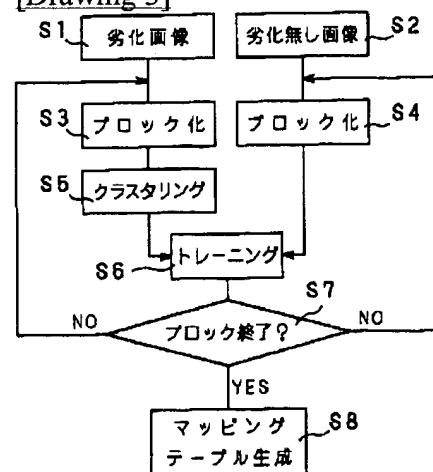 [Drawing 3]
S1 劣化画像
劣化無し画像 S2
S3 ブロック化
ブロック化 S4
S5 クラスタリング
S6 トレーニング
S7
NO ブロック終了? NO
YES
マッピング
テーブル生成 S8